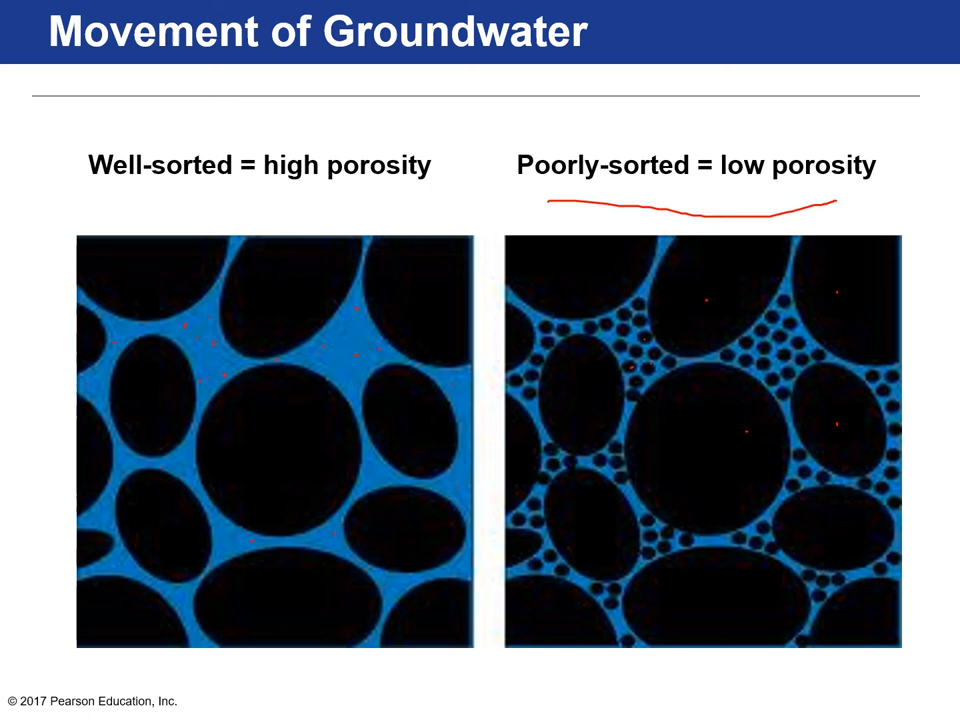 Movement of Groundwater
Well-sorted = high porosity
Poorly-sorted = low porosity
© 2017 Pearson Education, Inc.